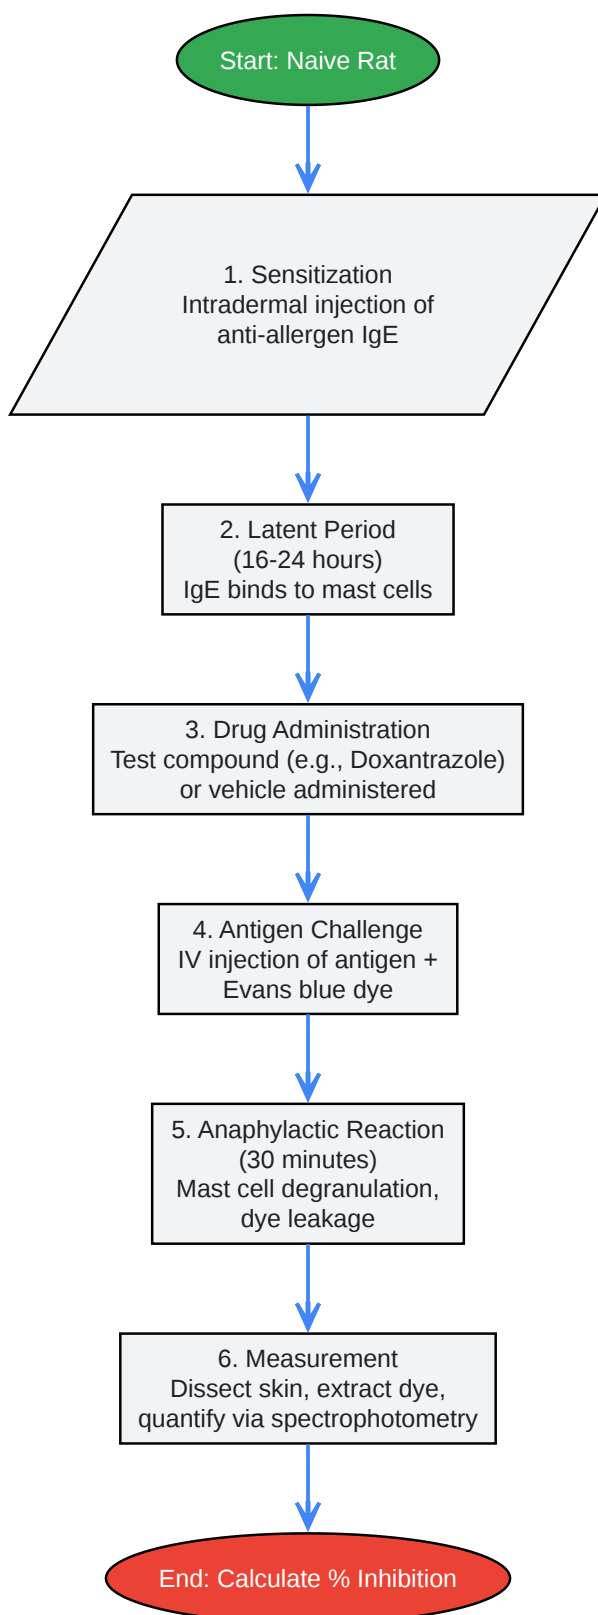 Start: Naive Rat
1. Sensitization
Intradermal injection of
anti-allergen IgE
2. Latent Period
(16-24 hours)
IgE binds to mast cells
3. Drug Administration
Test compound (e.g., Doxantrazole)
or vehicle administered
4. Antigen Challenge
IV injection of antigen +
Evans blue dye
5. Anaphylactic Reaction
(30 minutes)
Mast cell degranulation,
dye leakage
6. Measurement
Dissect skin, extract dye,
quantify via spectrophotometry
End: Calculate % Inhibition